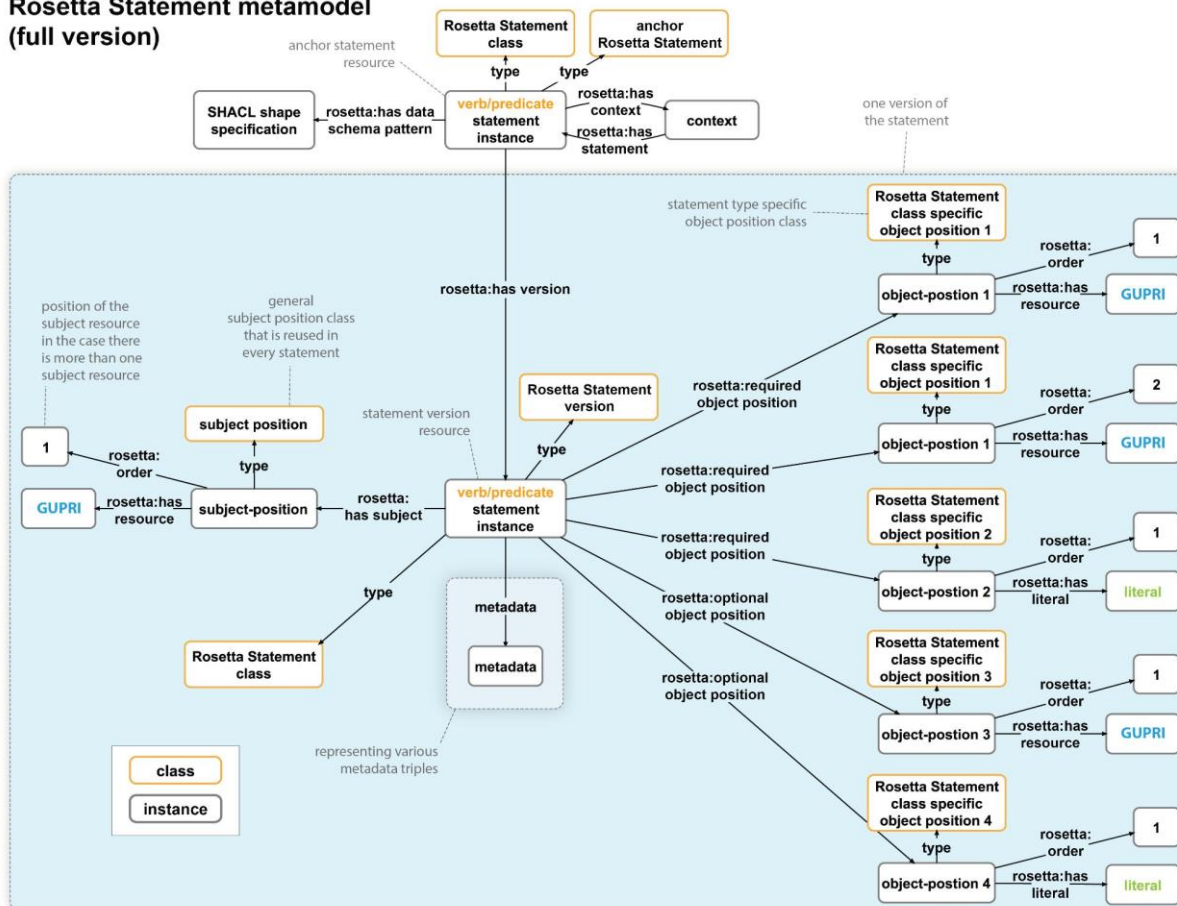 Rosetta Statement metamodel
(full version)
anchor statement
resource
Rosetta Statement
class
anchor
Rosetta Statement
type
type
SHACL shape
specification
rosetta:has data
schema pattern
verb/predicate
statement
instance
rosetta:has
context
rosetta:has
statement
context
one version of
the statement
rosetta:has version
statement type specific
object position class
Rosetta Statement
class specific
object position 1
type
object-postion 1
rosetta:
order
1
rosetta:has
resource
GUPRI
position of the
subject resource
in the case there
is more than one
subject resource
general
subject position class
that is reused in
every statement
statement version
resource
Rosetta Statement
version
type
rosetta:required
object position
Rosetta Statement
class specific
object position 1
type
object-postion 1
rosetta:
order
2
rosetta:has
resource
GUPRI
subject position
type
1
rosetta:
order
GUPRI
rosetta:has
resource
subject-position
rosetta:
has subject
verb/predicate
statement
instance
rosetta:required
object position
rosetta:required
object position
Rosetta Statement
class specific
object position 2
type
object-postion 2
rosetta:
order
1
rosetta:has
literal
literal
type
Rosetta Statement
class
metadata
metadata
representing various
metadata triples
rosetta:optional
object position
rosetta:optional
object position
Rosetta Statement
class specific
object position 3
type
object-postion 3
rosetta:
order
1
rosetta:has
resource
GUPRI
Rosetta Statement
class specific
object position 4
type
object-postion 4
rosetta:
order
1
rosetta:has
literal
literal
class
instance